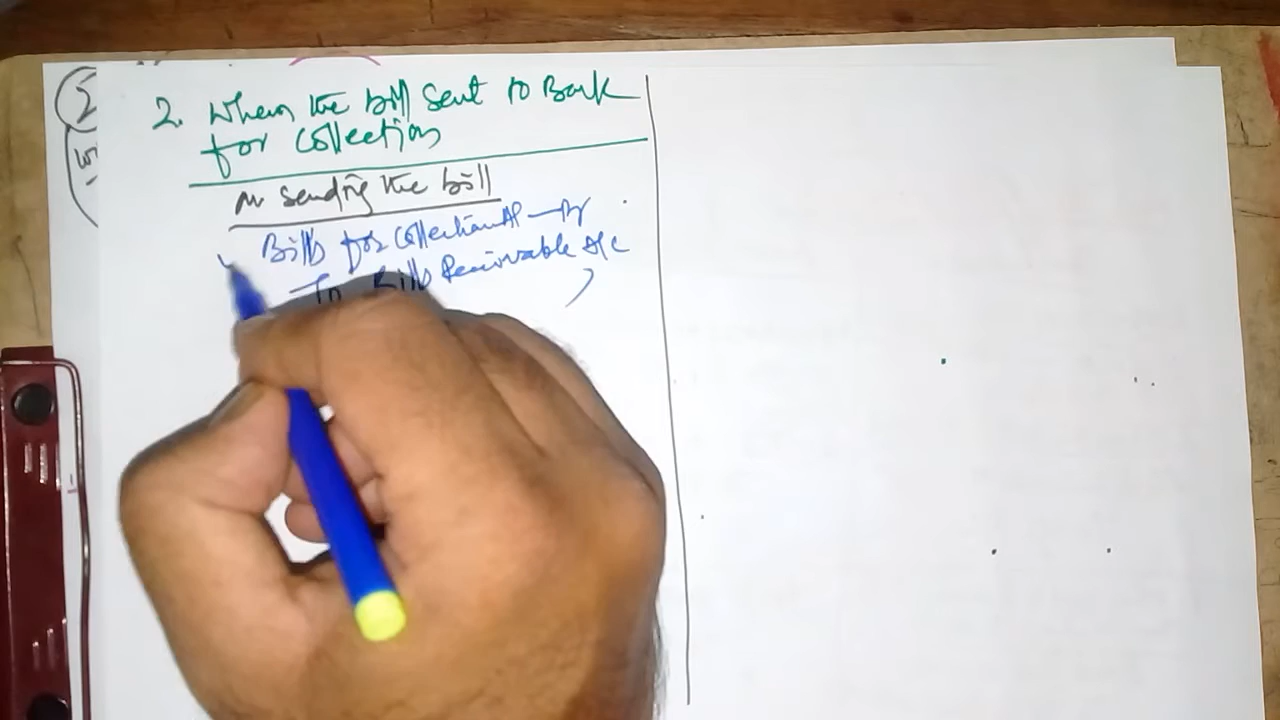 2
2. When the bill sent to Bank
for collection
sending the bill
Bills for collection A/c Dr
To Bills Receivable A/c